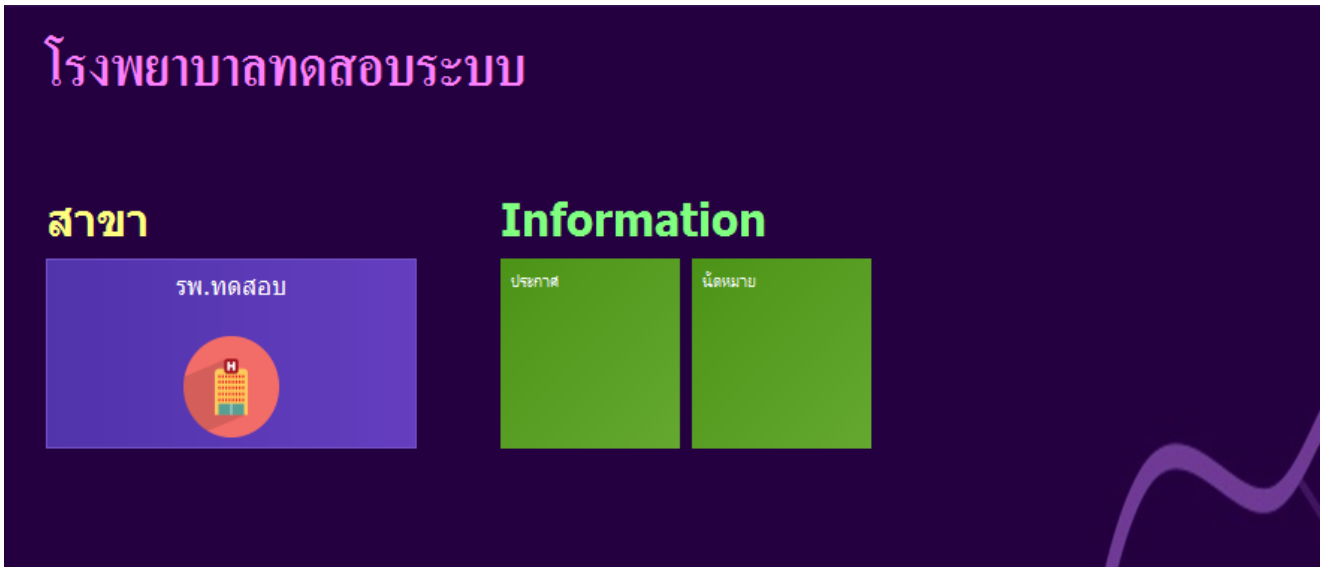 โรงพยาบาลทดสอบระบบ
สาขา
รพ.ทดสอบ
H
Information
ประกาศ
นัดหมาย